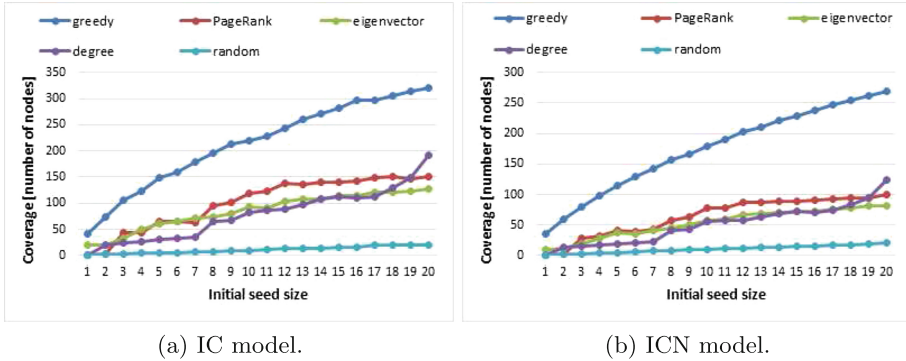 greedy PageRank eigenvector
degree random
350
300
250
200
150
100
50
0
Coverage [number of nodes]
1 2 3 4 5 6 7 8 9 10 11 12 13 14 15 16 17 18 19 20
Initial seed size
(a) IC model.
greedy PageRank eigenvector
degree random
300
250
200
150
100
50
0
Coverage [number of nodes]
1 2 3 4 5 6 7 8 9 10 11 12 13 14 15 16 17 18 19 20
Initial seed size
(b) ICN model.